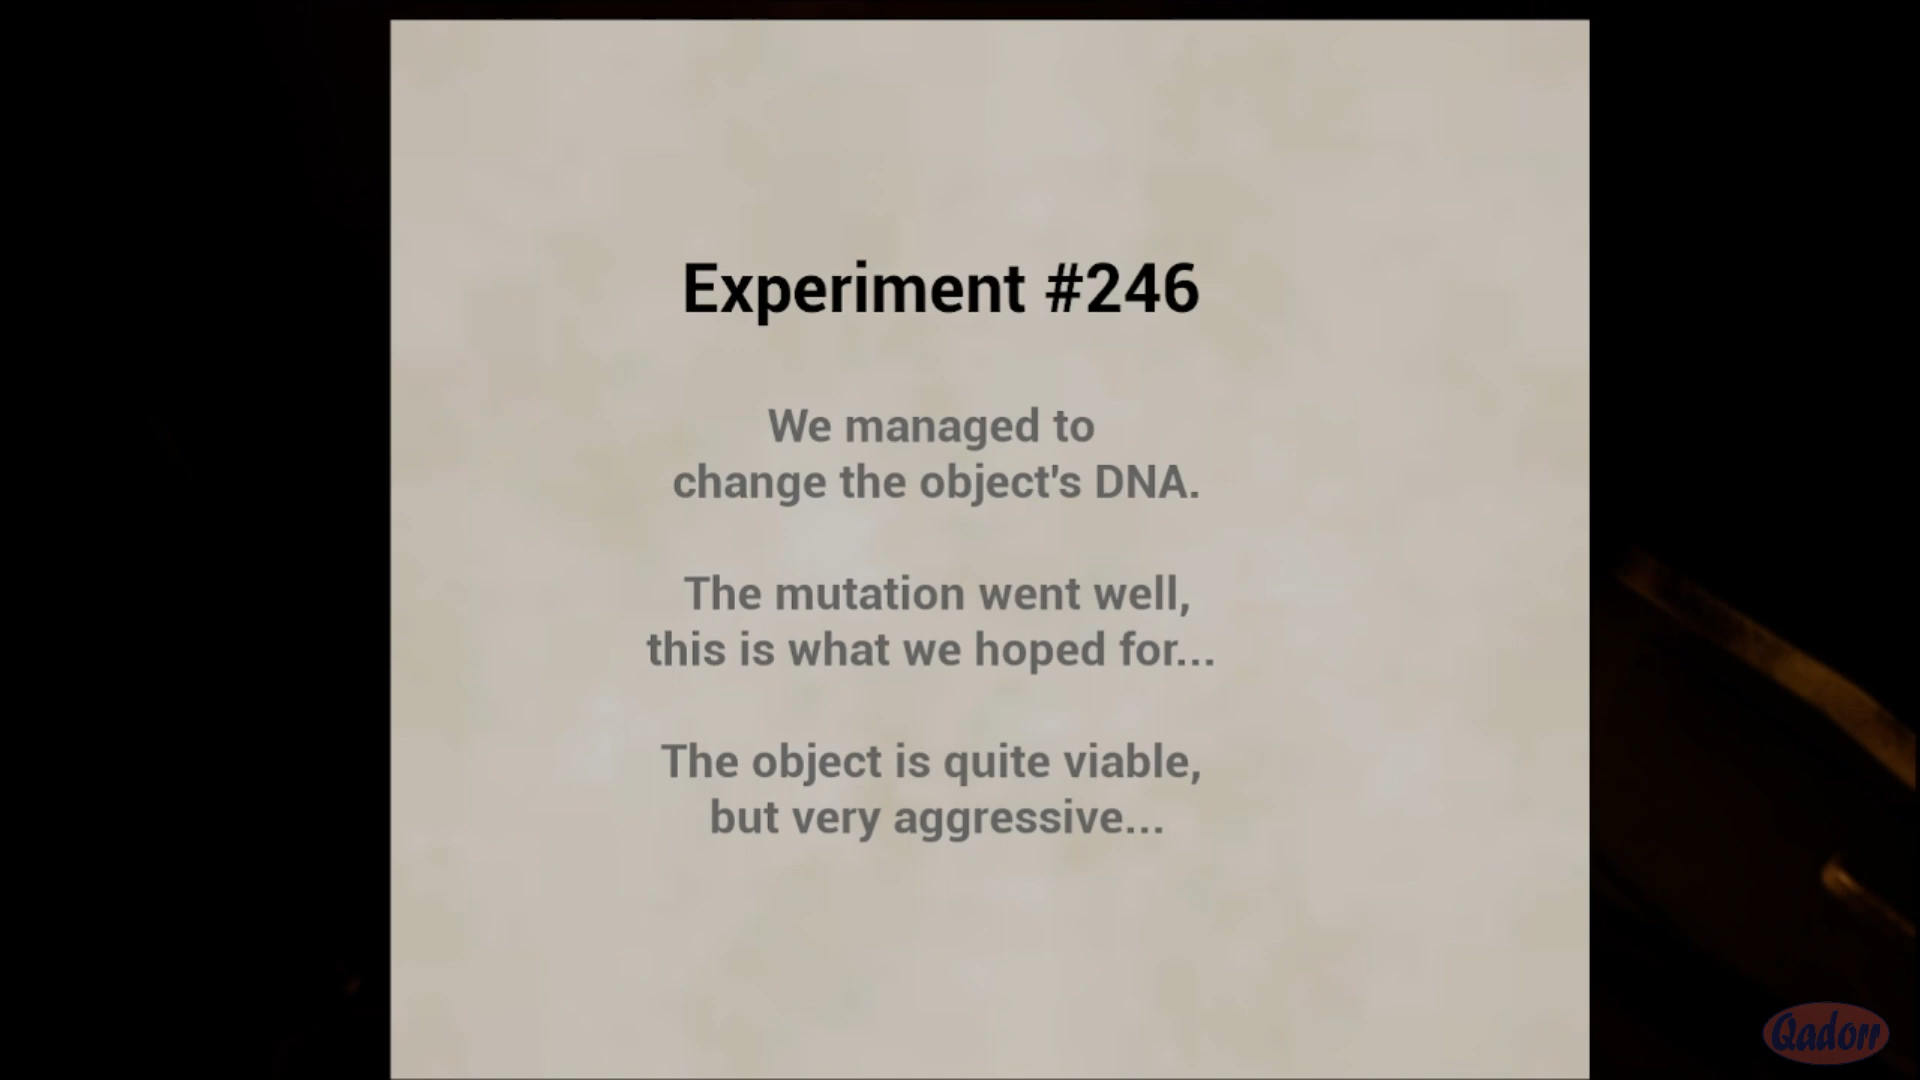 Experiment #246
We managed to
change the object's DNA.
The mutation went well,
this is what we hoped for...
The object is quite viable,
but very aggressive...
Qadorr